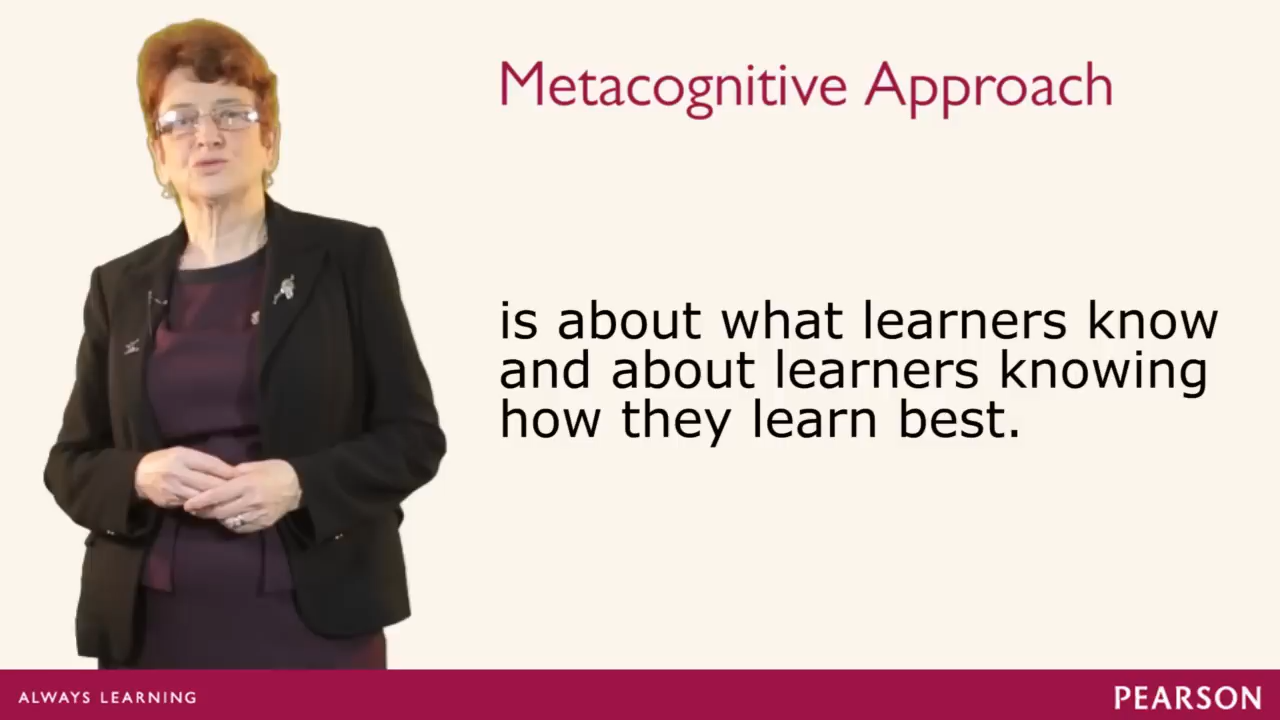 Metacognitive Approach
is about what learners know
and about learners knowing
how they learn best.
ALWAYS LEARNING
PEARSON